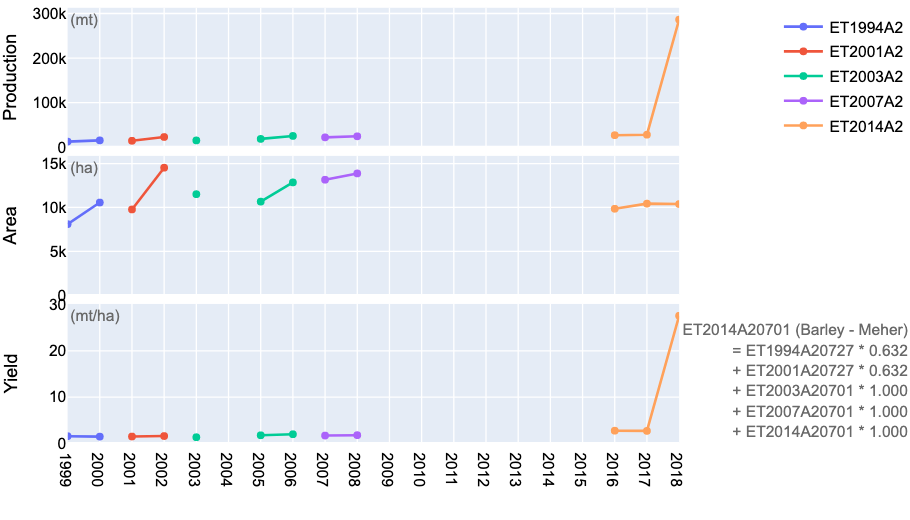 Production
(mt)
300k
200k
100k
0
ET1994A2
ET2001A2
ET2003A2
ET2007A2
ET2014A2
Area
(ha)
15k
10k
5k
0
Yield
(mt/ha)
30
20
10
0
1999
2000
2001
2002
2003
2004
2005
2006
2007
2008
2009
2010
2011
2012
2013
2014
2015
2016
2017
2018
ET2014A20701 (Barley - Meher)
= ET1994A20727 * 0.632
+ ET2001A20727 * 0.632
+ ET2003A20701 * 1.000
+ ET2007A20701 * 1.000
+ ET2014A20701 * 1.000